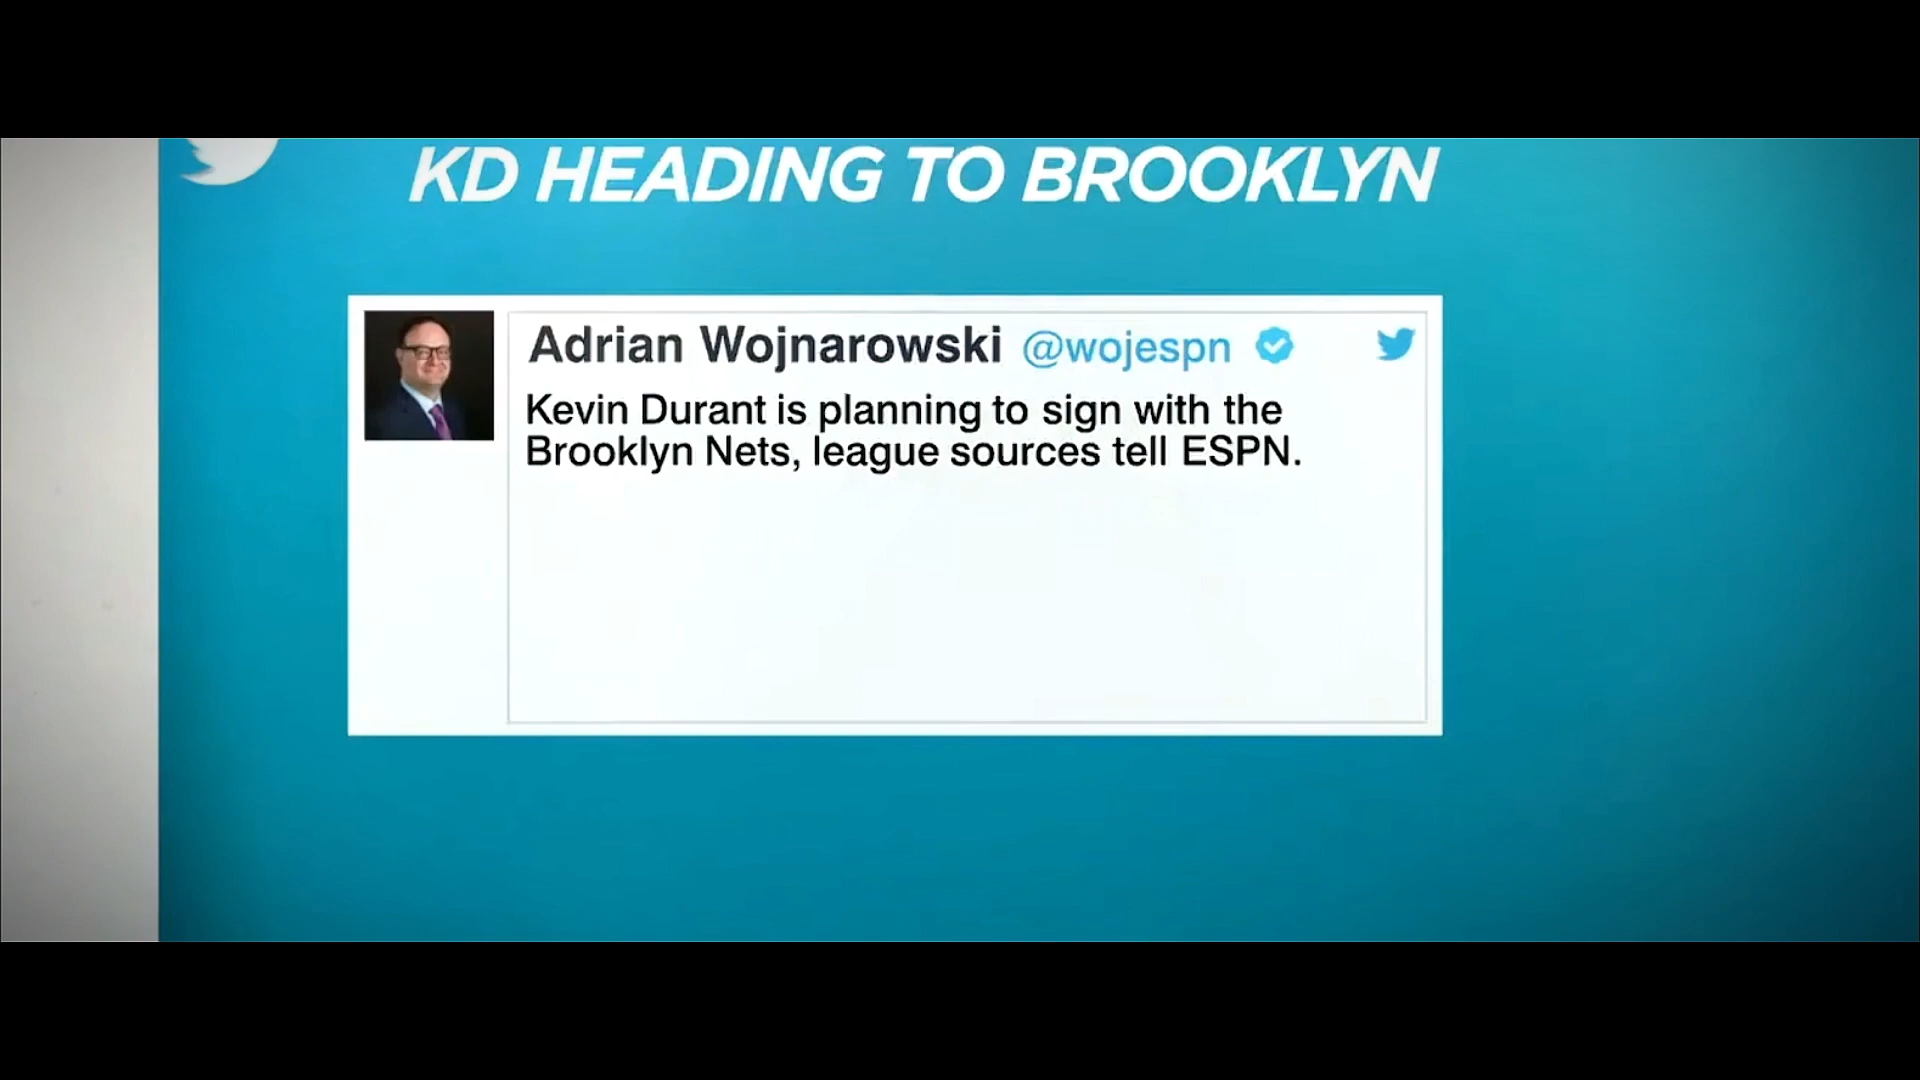 KD HEADING TO BROOKLYN
Adrian Wojnarowski @wojespn
Kevin Durant is planning to sign with the
Brooklyn Nets, league sources tell ESPN.